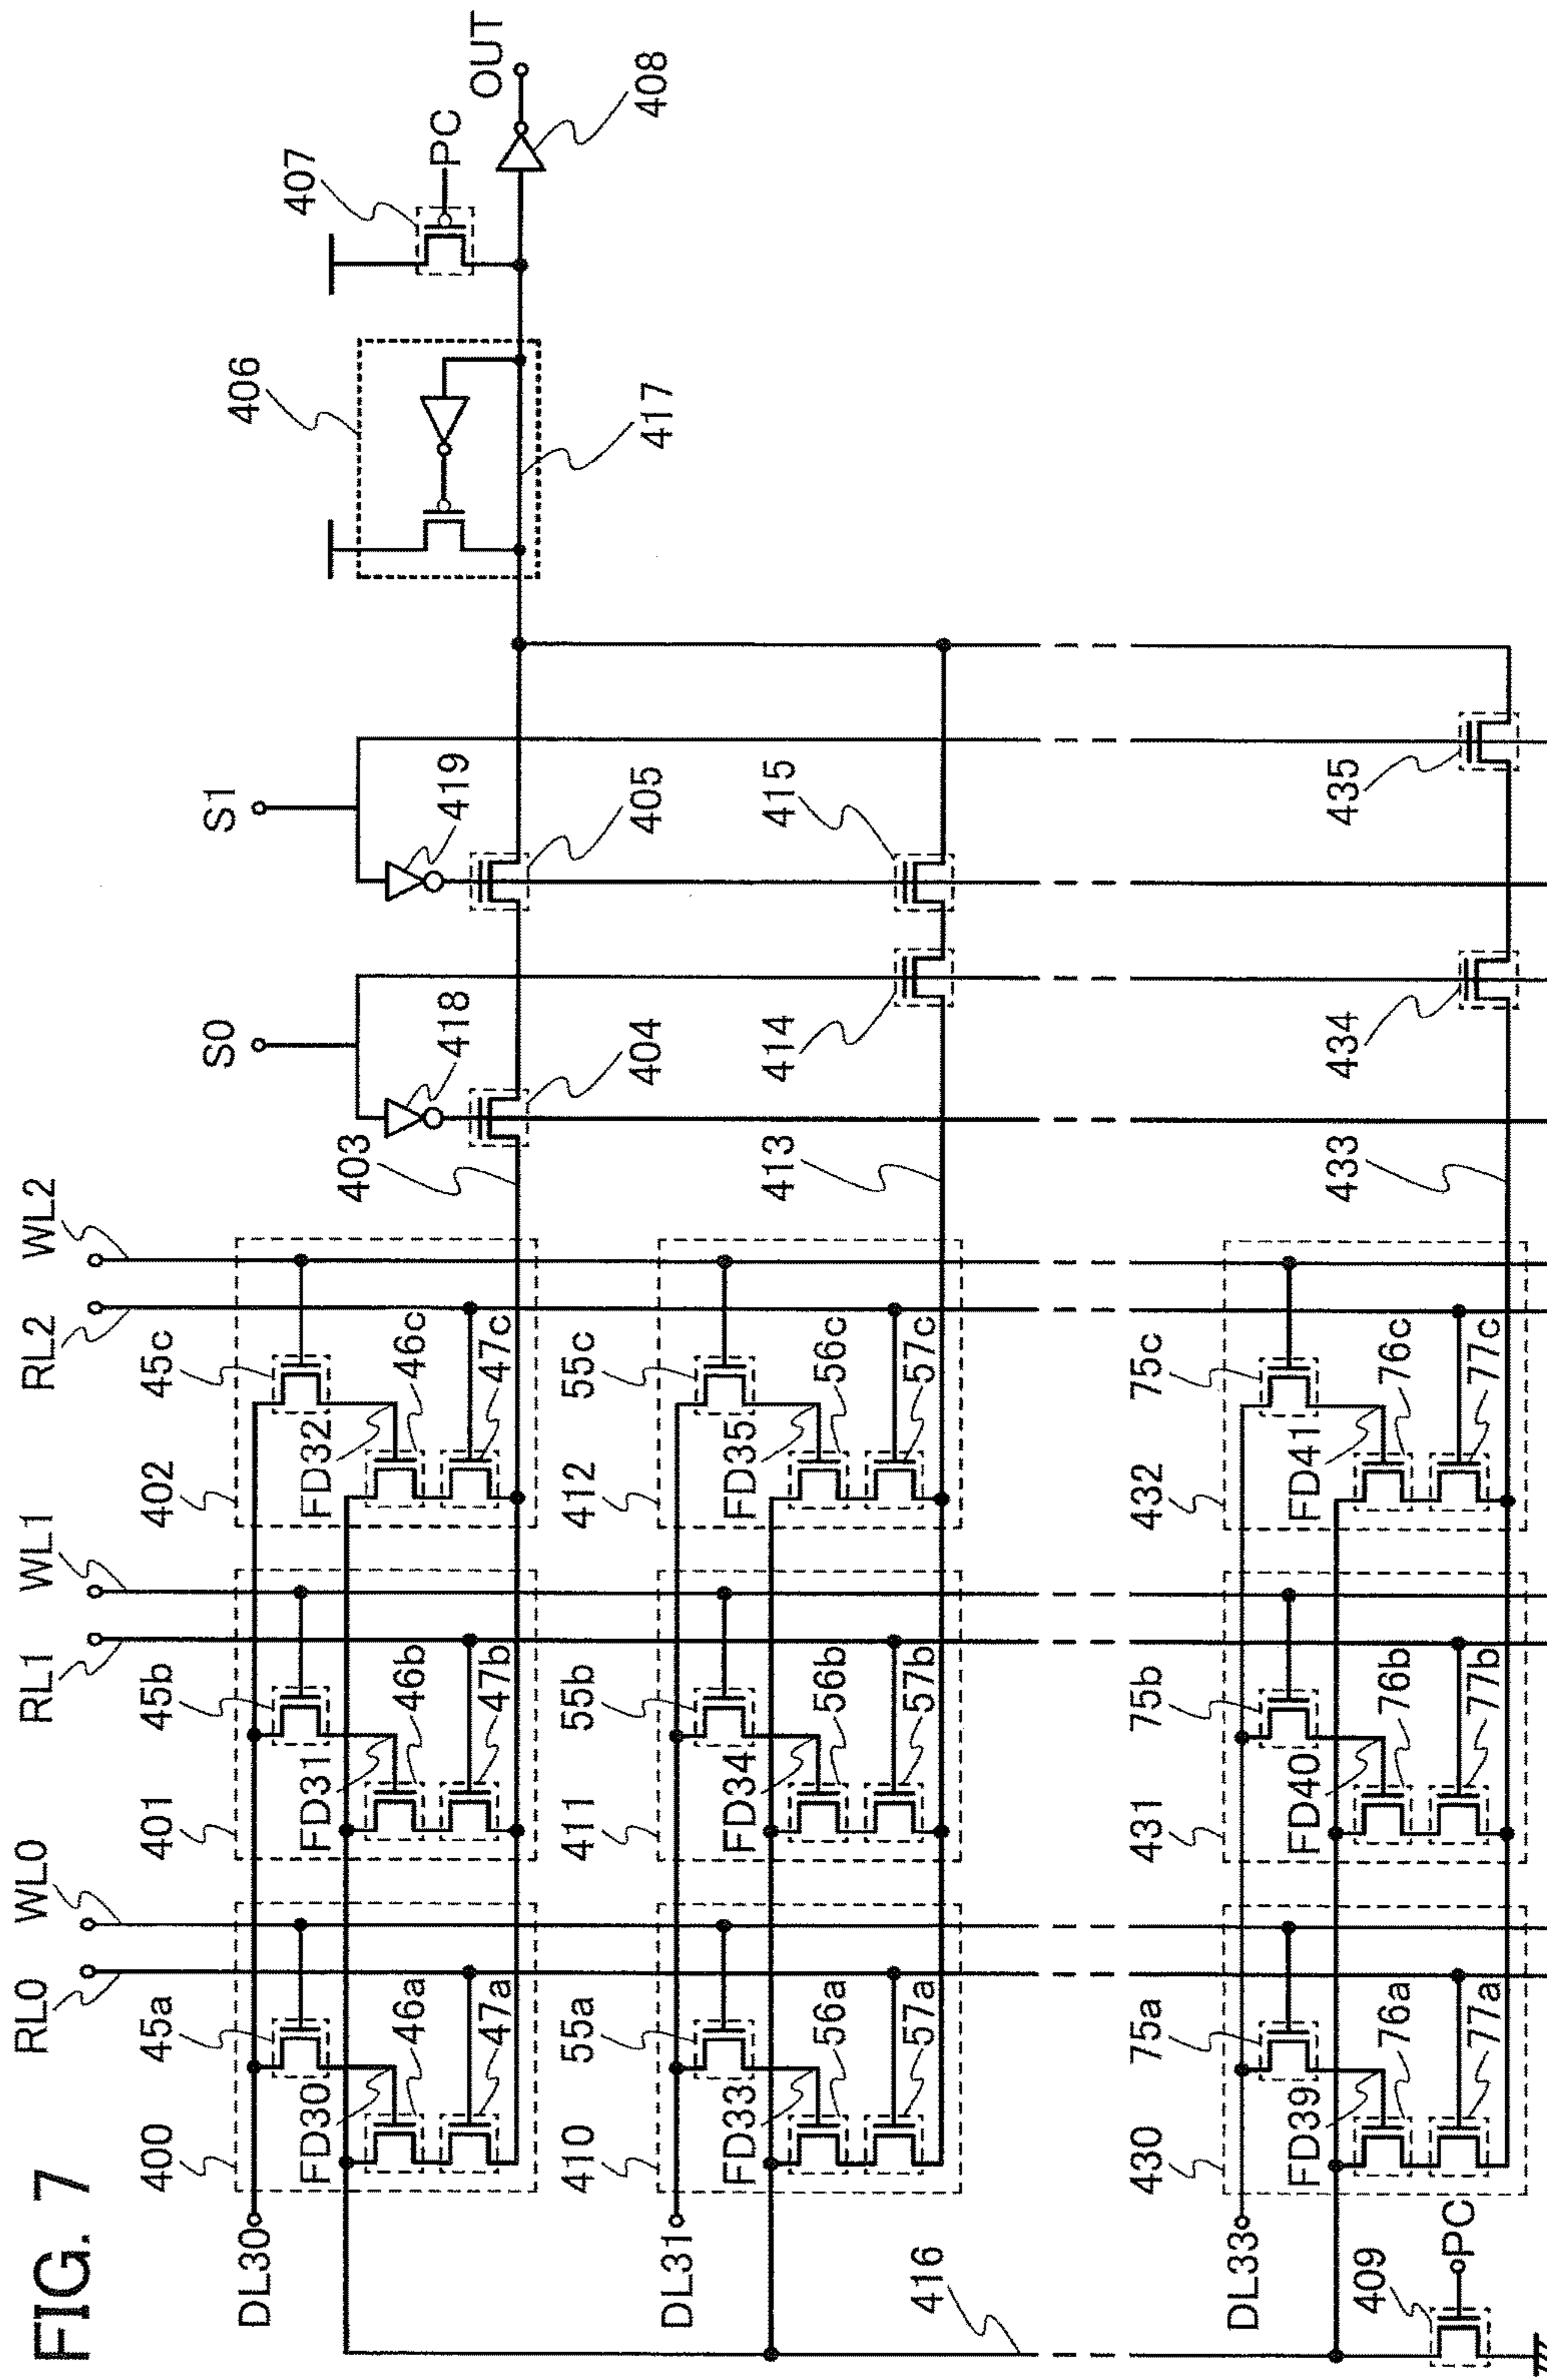 FIG. 7
RL0
WL0
RL1
WL1
RL2
WL2
S0
S1
400
45a
401
45b
402
45c
403
418
419
406
407
DL30
FD30
46a
47a
FD31
46b
47b
FD32
46c
47c
404
405
417
PC
OUT
408
410
55a
411
55b
412
55c
413
414
415
DL31
FD33
56a
57a
FD34
56b
57b
FD35
56c
57c
416
430
75a
431
75b
432
75c
433
434
435
DL33
FD39
76a
77a
FD40
76b
77b
FD41
76c
77c
409
PC